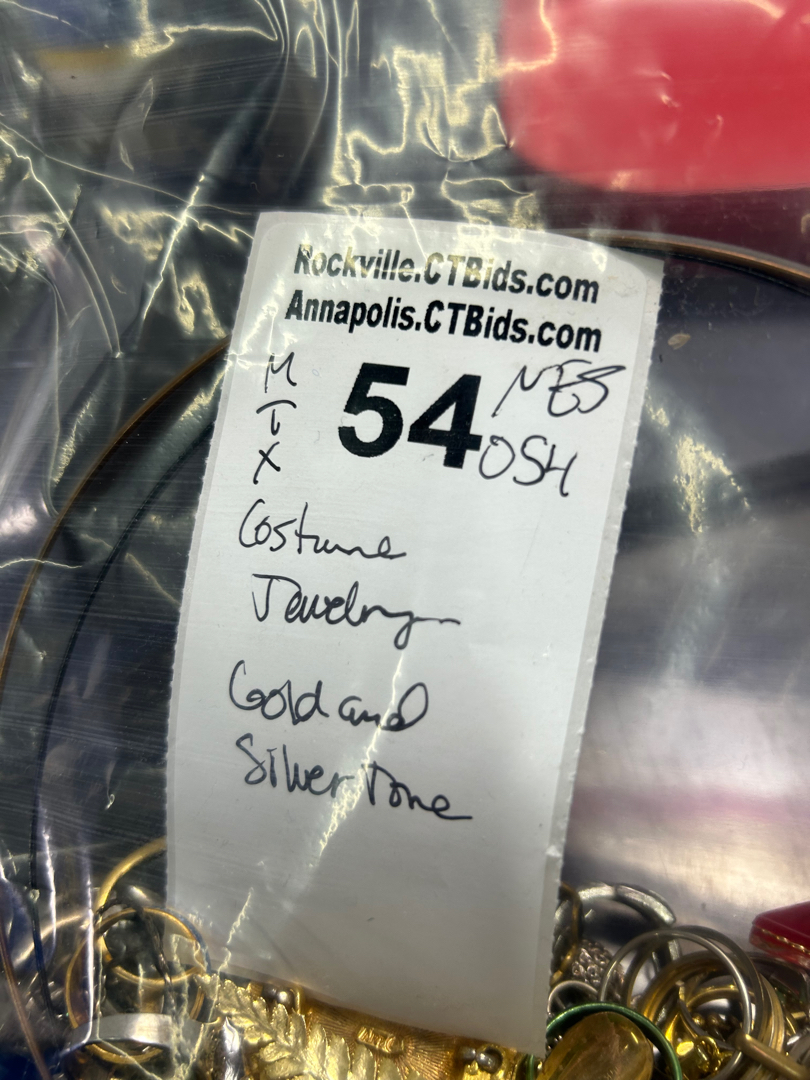 Rockville.CTBids.com
Annapolis.CTBids.com
M
T
X
54
NES
OSH
Costume
Jewelry
Gold and
Silver Tone